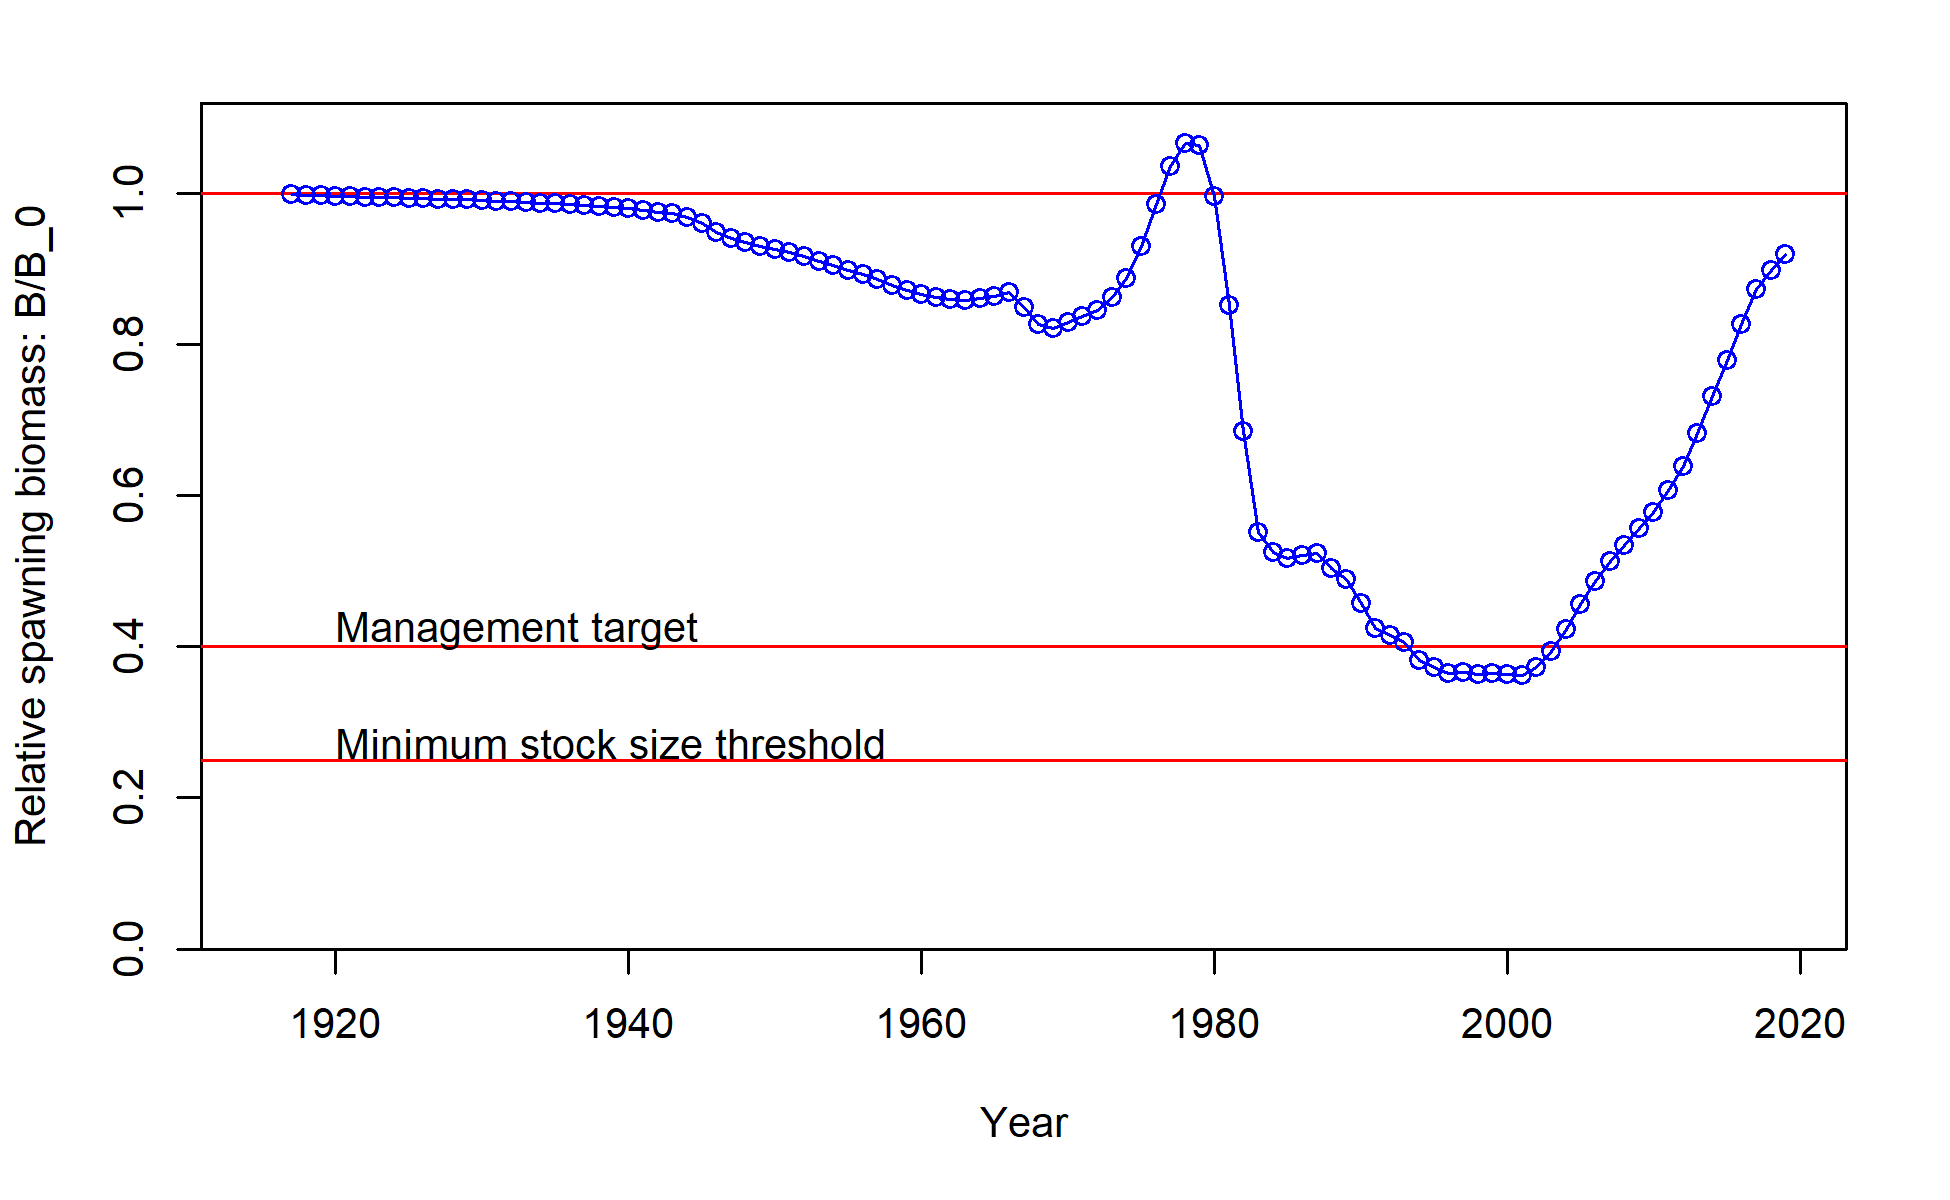 Relative spawning biomass: B/B_0
1.0
0.8
0.6
0.4
0.2
0.0
Management target
Minimum stock size threshold
1920 1940 1960 1980 2000 2020
Year